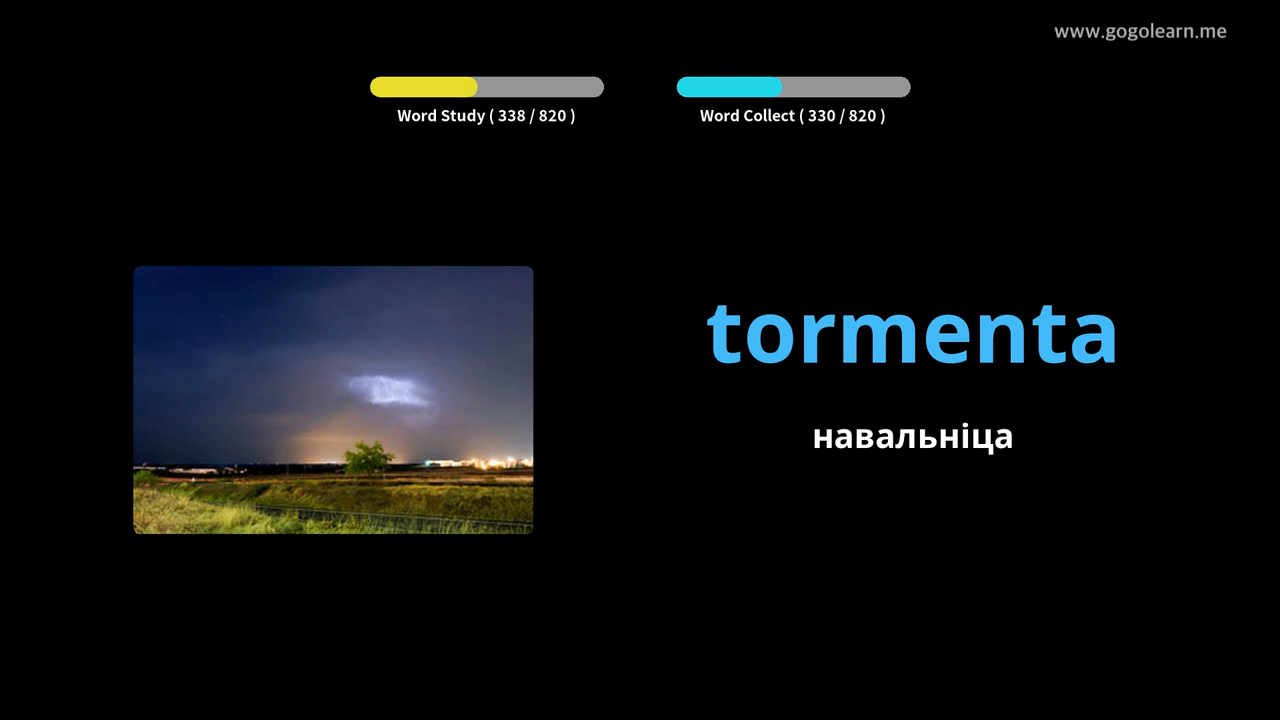 www.gogolearn.me
Word Study ( 338 / 820 )
Word Collect ( 330 / 820 )
tormenta
навальніца